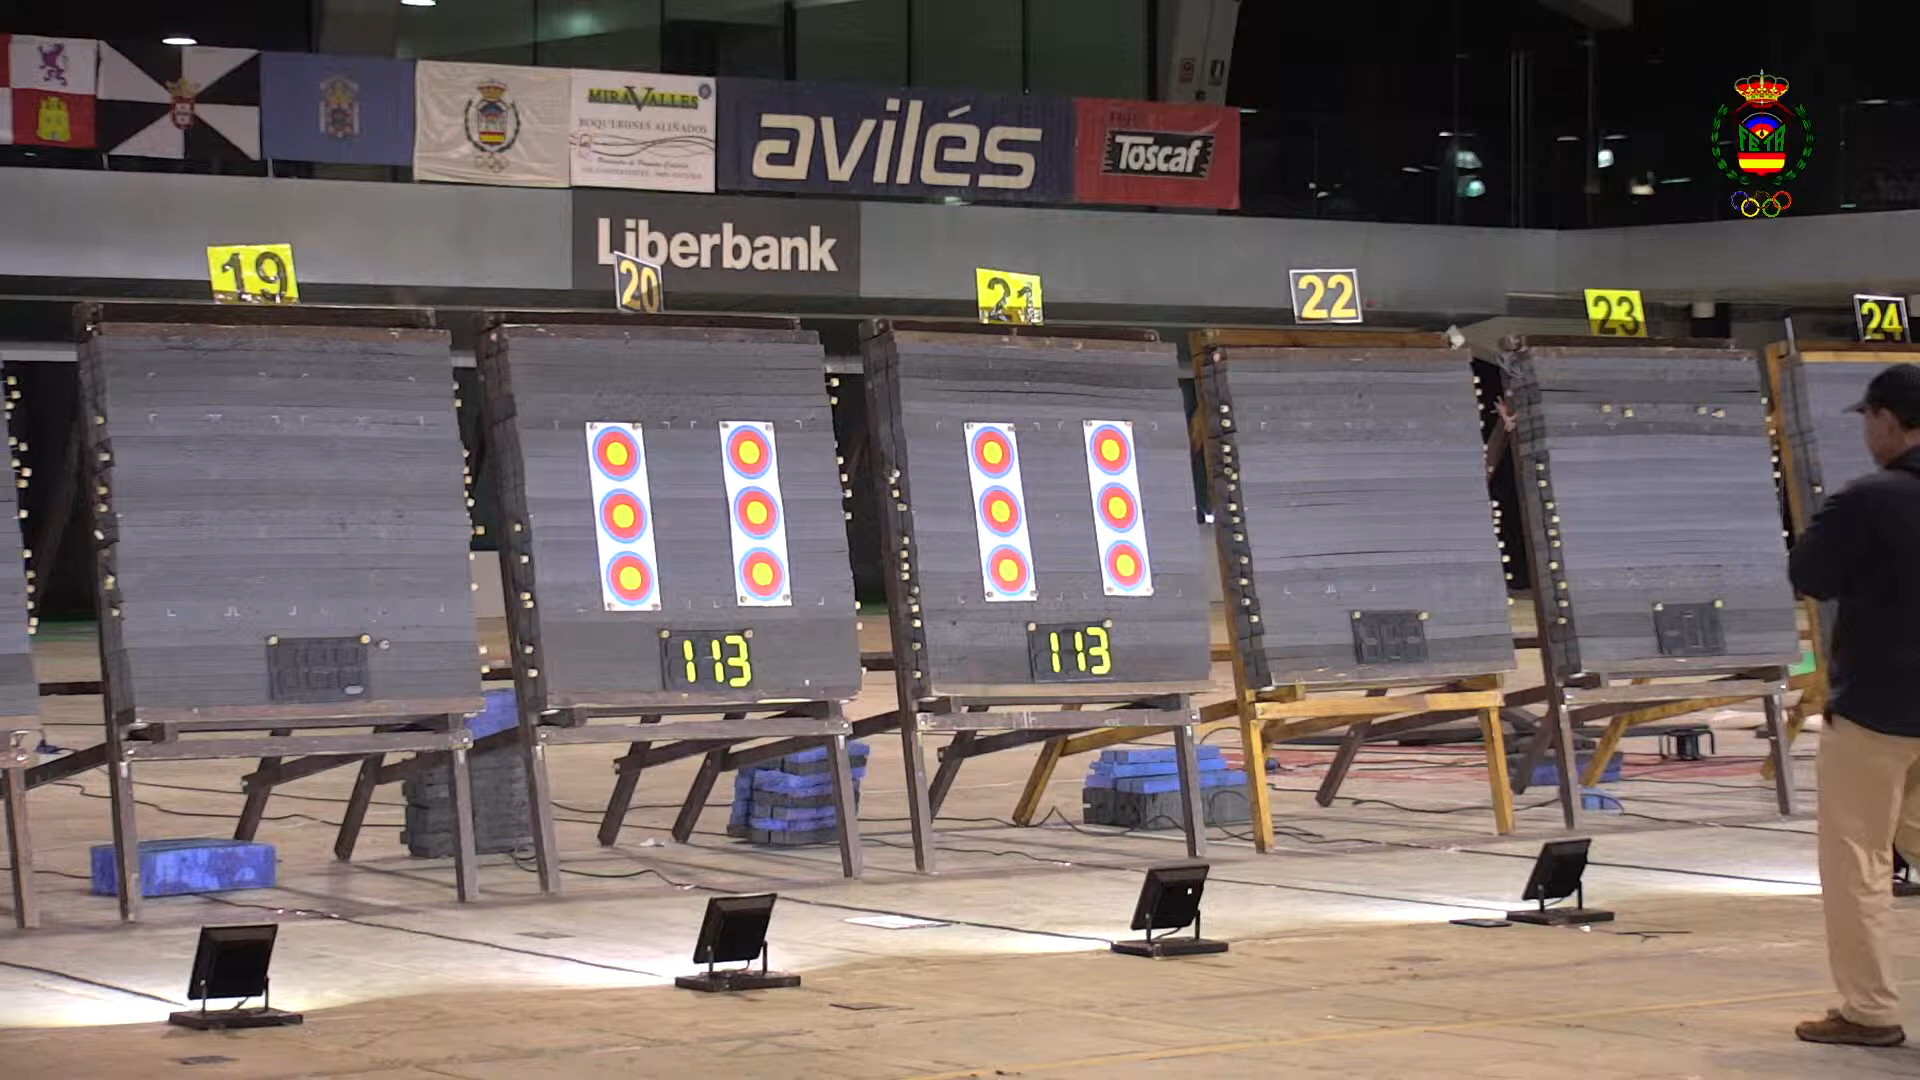 MIRAVALLES
BOQUERONES ALIÑADOS
avilés
Toscaf
Liberbank
19
20
21
22
23
24
113
113